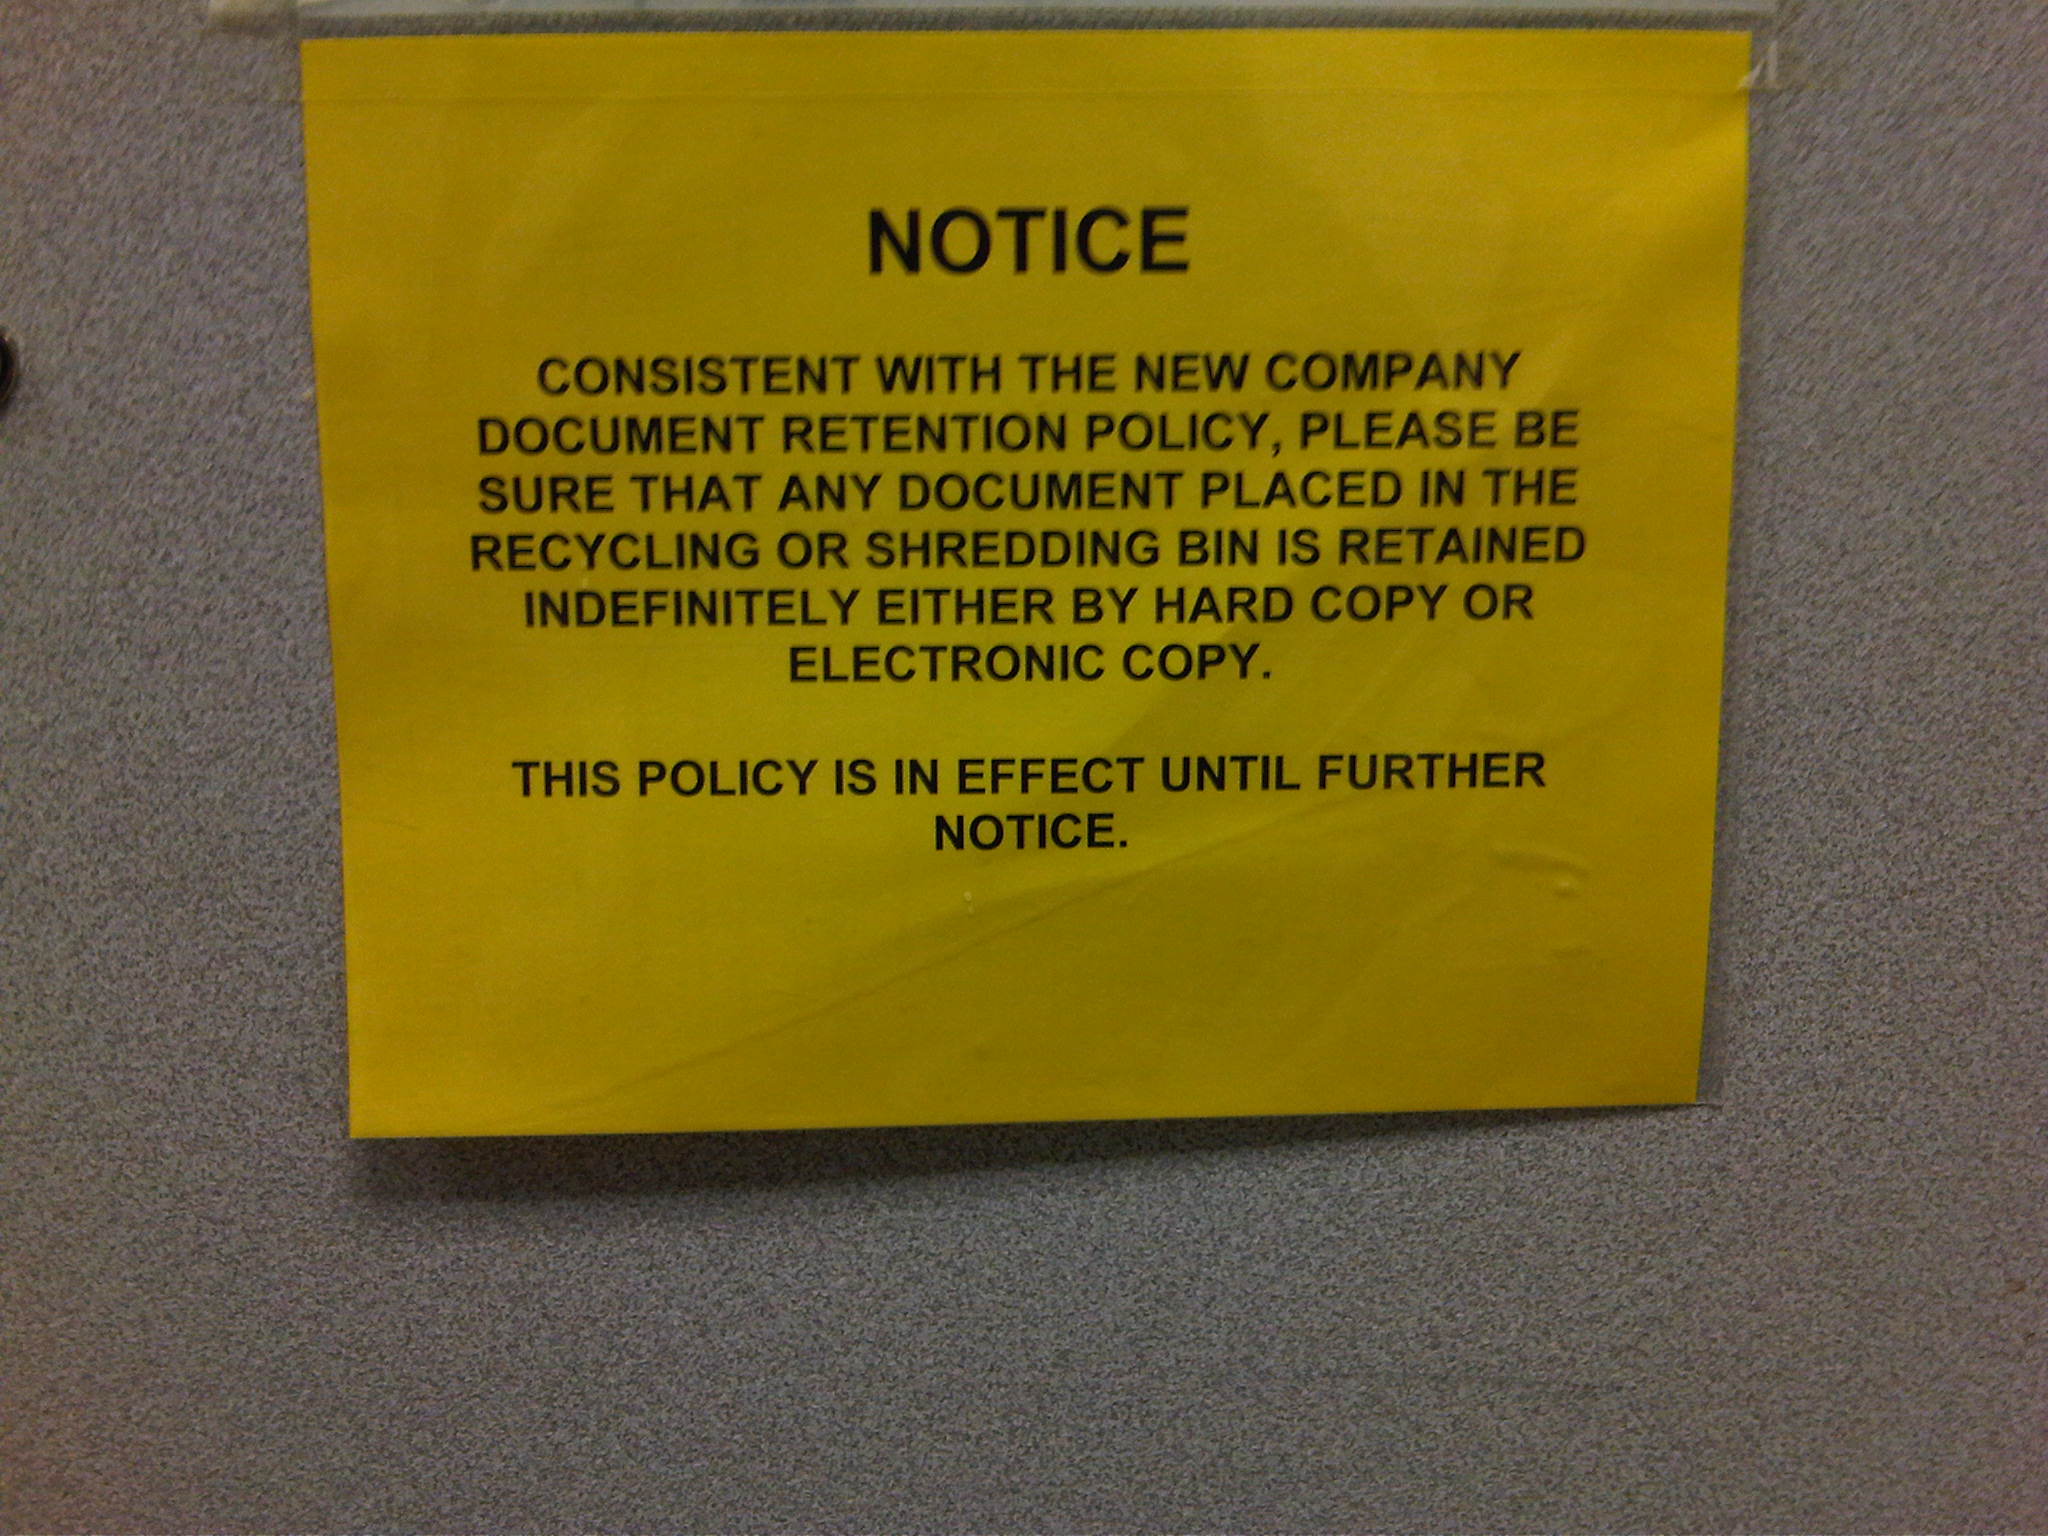 NOTICE
CONSISTENT WITH THE NEW COMPANY
DOCUMENT RETENTION POLICY, PLEASE BE
SURE THAT ANY DOCUMENT PLACED IN THE
RECYCLING OR SHREDDING BIN IS RETAINED
INDEFINITELY EITHER BY HARD COPY OR
ELECTRONIC COPY.
THIS POLICY IS IN EFFECT UNTIL FURTHER
NOTICE.